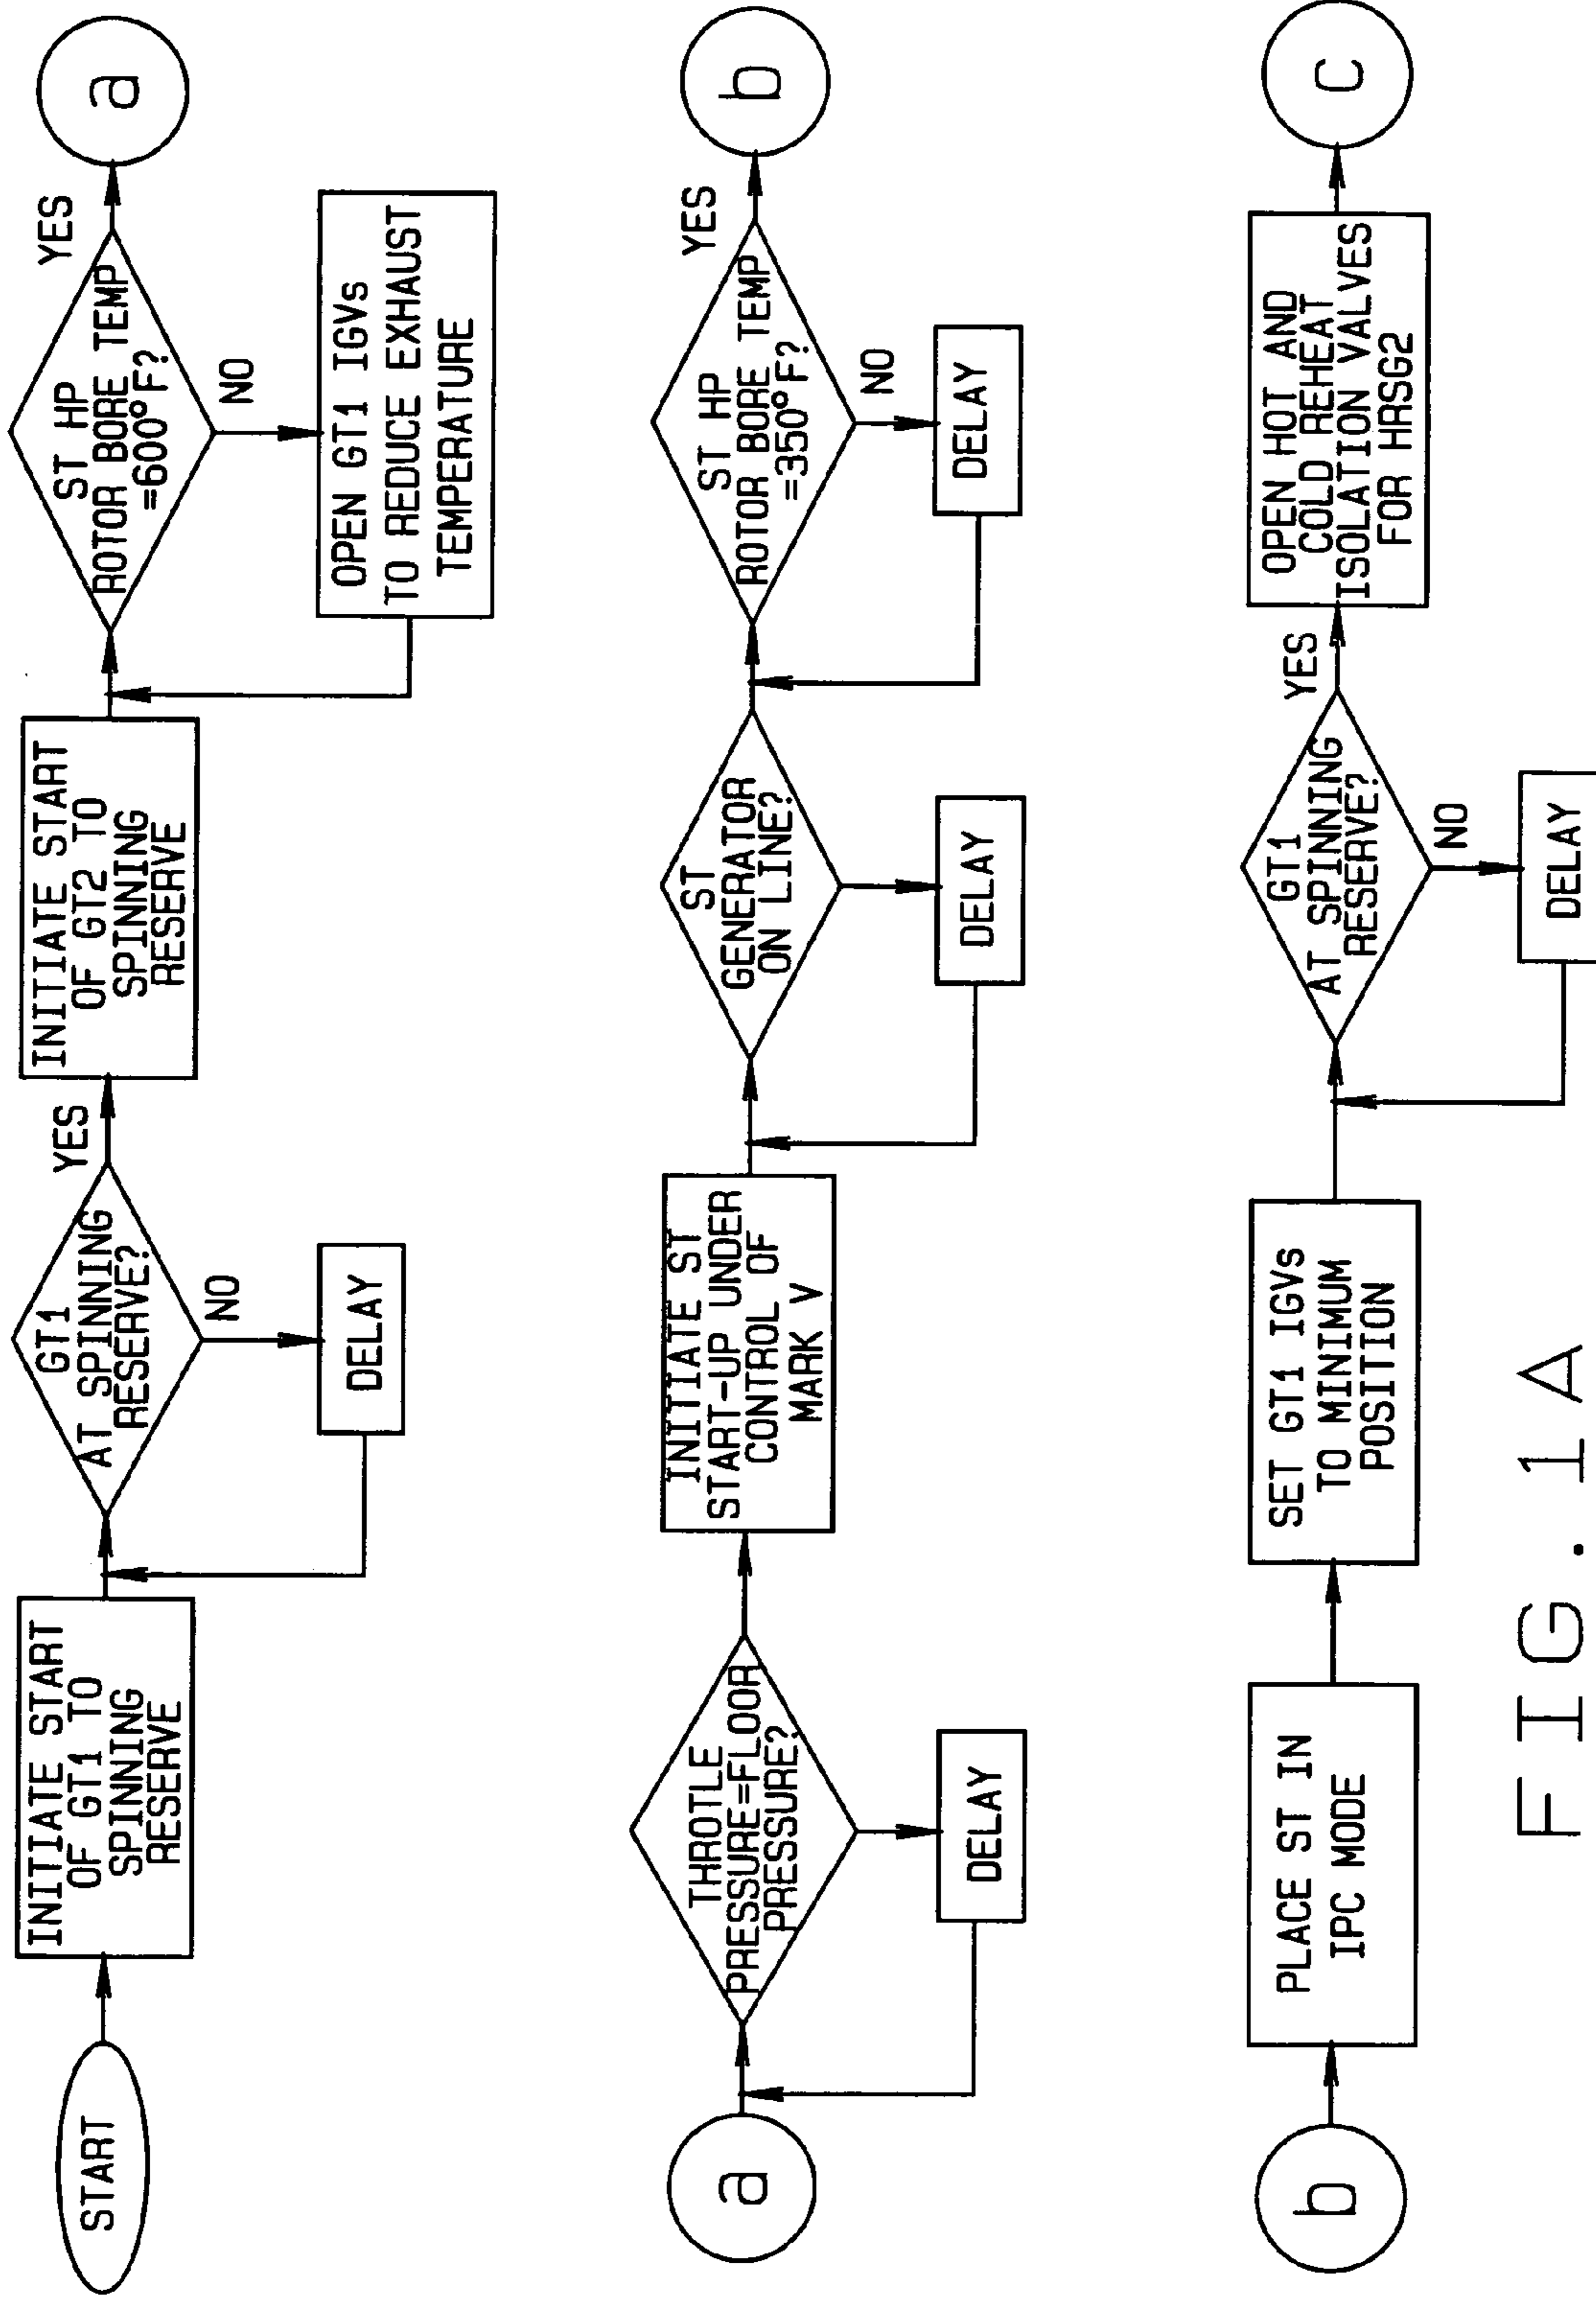 START
INITIATE START
OF GT1 TO
SPINNING
RESERVE
GT1
AT SPINNING
RESERVE?
YES
NO
DELAY
INITIATE START
OF GT2 TO
SPINNING
RESERVE
ST HP
ROTOR BORE TEMP
=600°F?
YES
NO
OPEN GT1 IGVs
TO REDUCE EXHAUST
TEMPERATURE
a
a
THROTLE
PRESSURE=FLOOR
PRESSURE?
DELAY
INITIATE ST
START-UP UNDER
CONTROL OF
MARK V
ST
GENERATOR
ON LINE?
DELAY
ST HP
ROTOR BORE TEMP
=350°F?
YES
NO
DELAY
b
b
PLACE ST IN
IPC MODE
SET GT1 IGVs
TO MINIMUM
POSITION
GT1
AT SPINNING
RESERVE?
YES
NO
DELAY
OPEN HOT AND
COLD REHEAT
ISOLATION VALVES
FOR HRSG2
c
FIG.1A